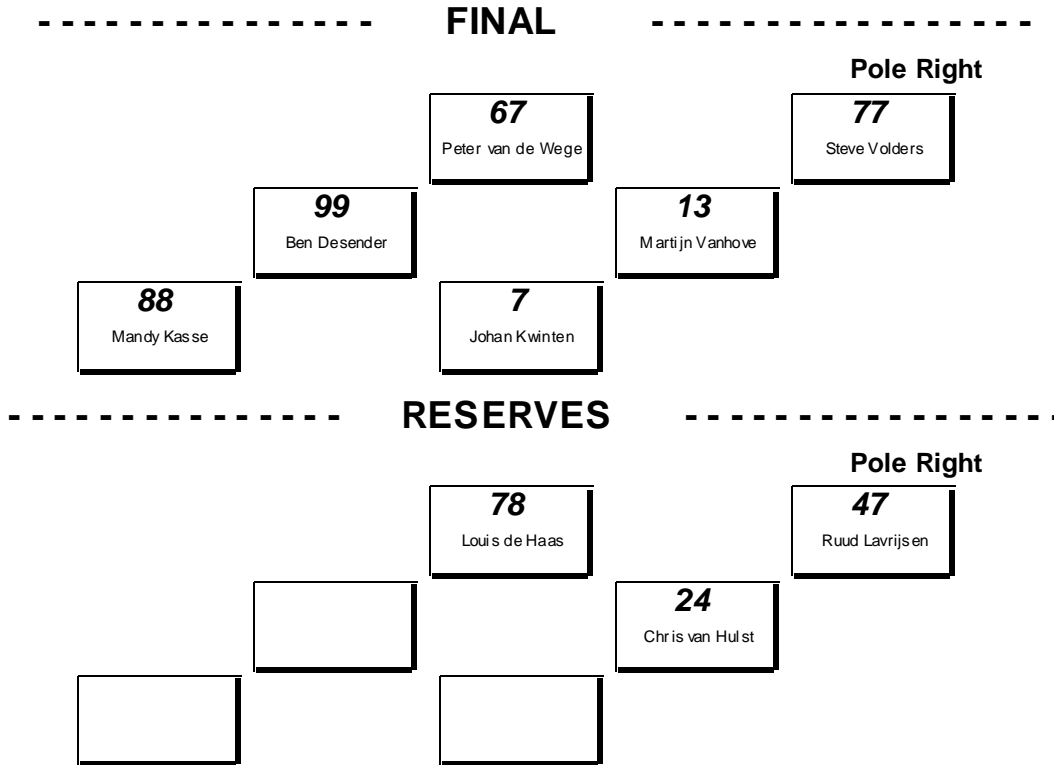 - - - - - - - - - - - - - - - FINAL - - - - - - - - - - - - - - - - -
Pole Right
67 77
Peter van de Wege Steve Volders
99 13
Ben Desender Martijn Vanhove
88 7
Mandy Kasse Johan Kwinten
- - - - - - - - - - - - - - - RESERVES - - - - - - - - - - - - - - - - -
Pole Right
78 47
Louis de Haas Ruud Lavrijsen
24
Chris van Hulst